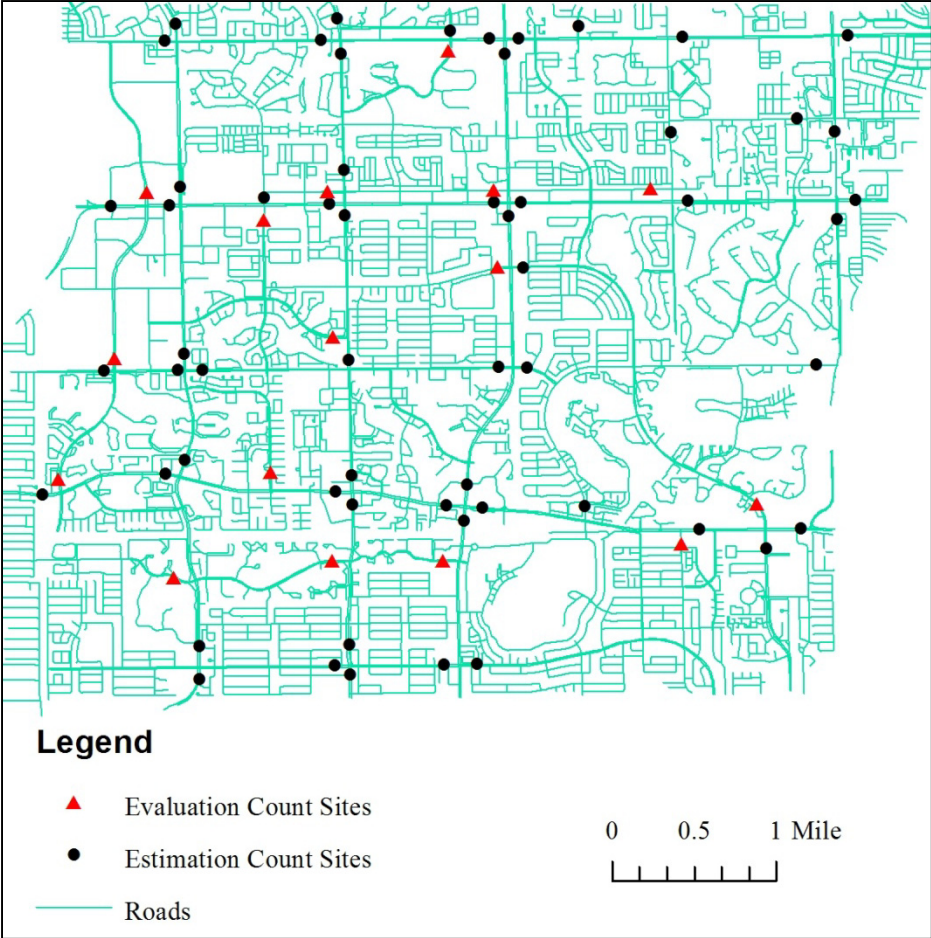 Legend
Evaluation Count Sites
0 0.5 1 Mile
Estimation Count Sites
Roads